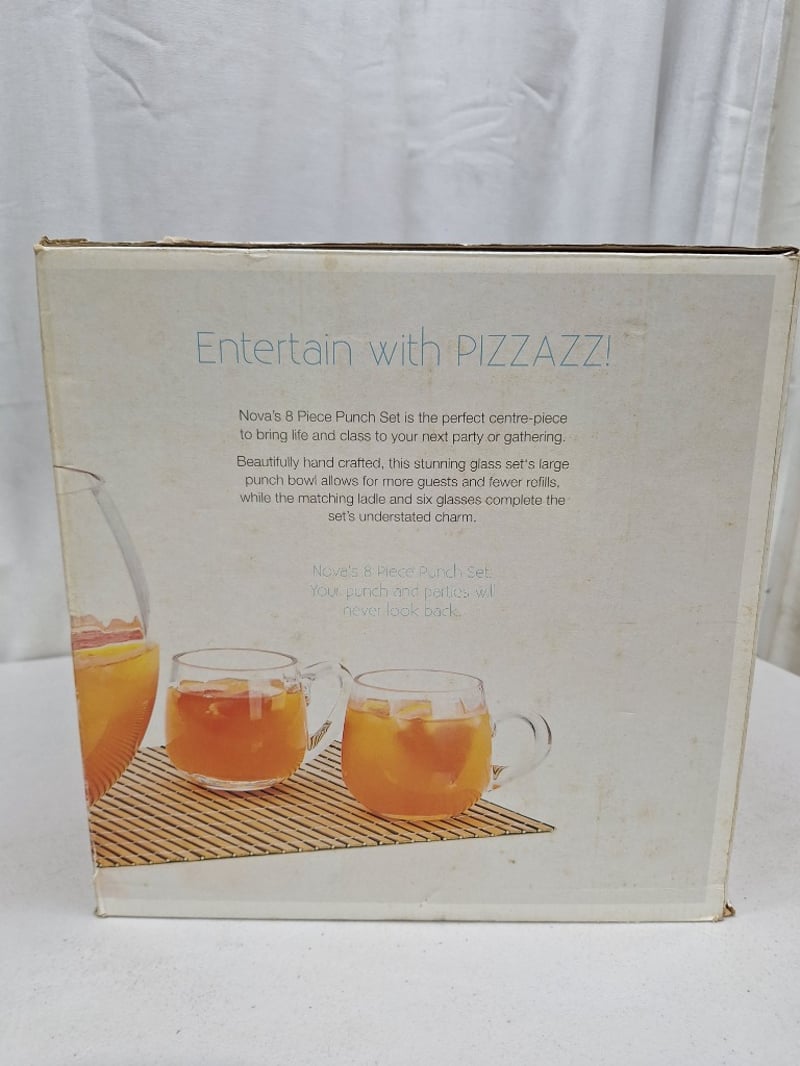 Entertain with PIZZAZZ!
Nova's 8 Piece Punch Set is the perfect centre-piece
to bring life and class to your next party or gathering.
Beautifully hand crafted, this stunning glass set's large
punch bowl allows for more guests and fewer refills,
while the matching ladle and six glasses complete the
set's understated charm.
Nova's 8 Piece Punch Set.
Your punch and parties will
never look back.